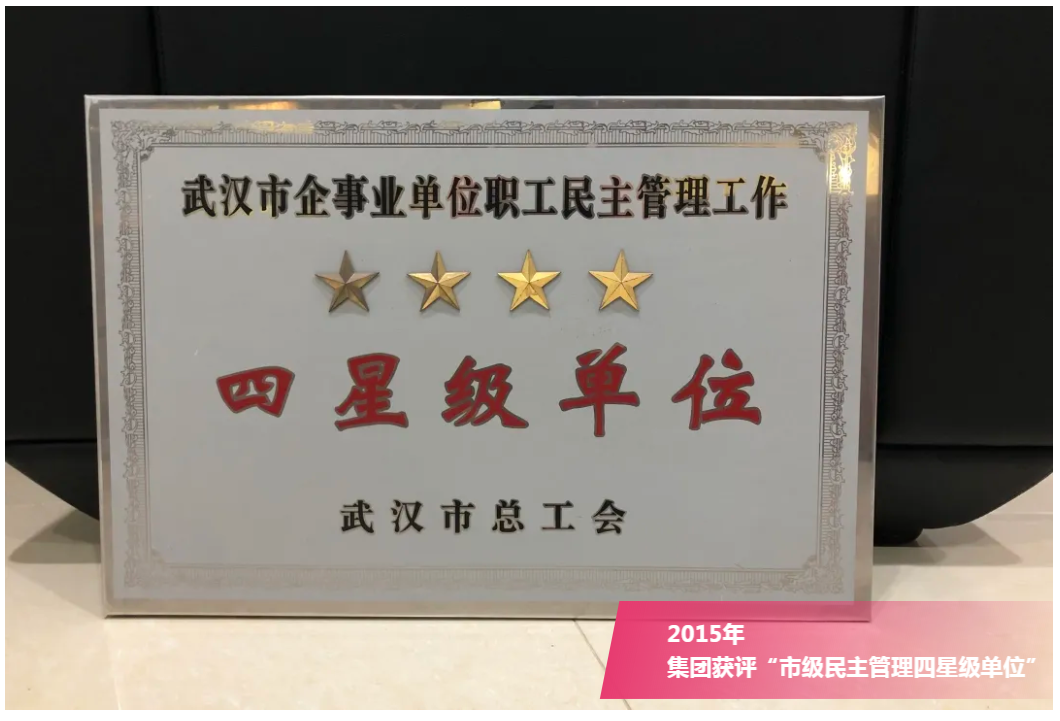 武汉市企事业单位职工民主管理工作
四星级单位
武汉市总工会
2015年
集团获评“市级民主管理四星级单位”